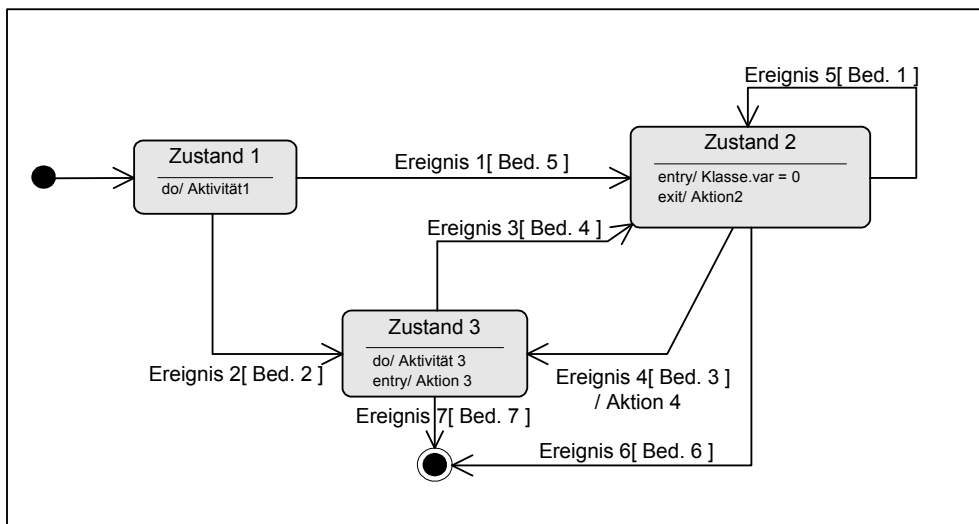 Ereignis 5[ Bed. 1 ]
Zustand 1
do/ Aktivität1
Ereignis 1[ Bed. 5 ]
Zustand 2
entry/ Klasse.var = 0
exit/ Aktion2
Ereignis 3[ Bed. 4 ]
Zustand 3
do/ Aktivität 3
entry/ Aktion 3
Ereignis 2[ Bed. 2 ]
Ereignis 4[ Bed. 3 ]
/ Aktion 4
Ereignis 7[ Bed. 7 ]
Ereignis 6[ Bed. 6 ]